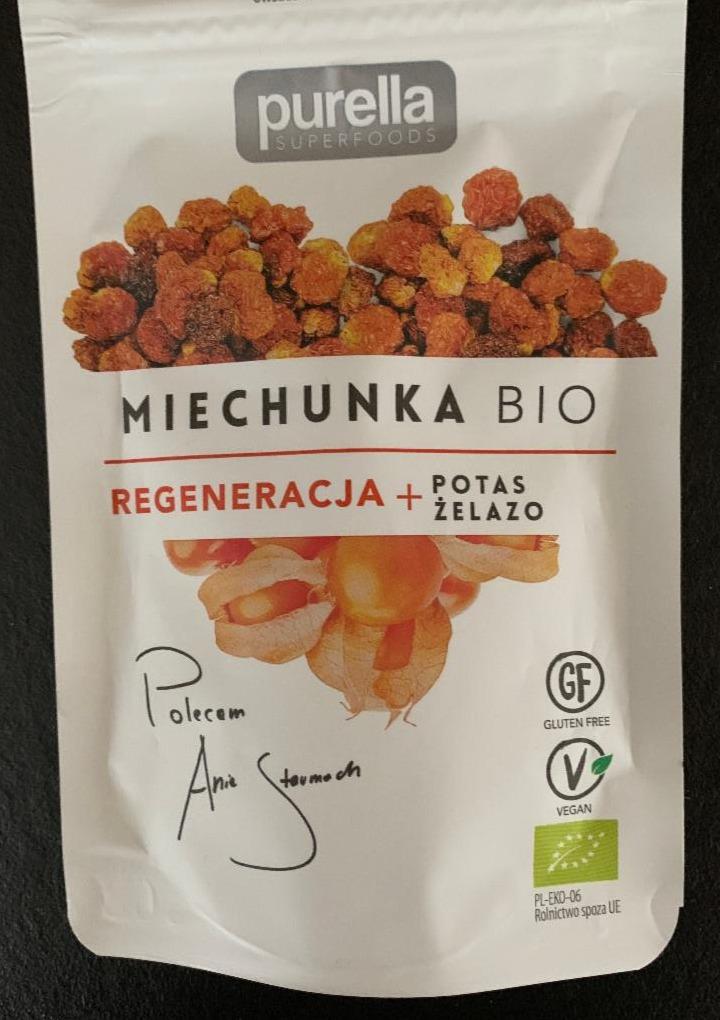 purella
SUPERFOODS
MIECHUNKA BIO
REGENERACJA + POTAS
ŻELAZO
Polecam
Ania Starmach
GF
GLUTEN FREE
V
VEGAN
PL-EKO-06
Rolnictwo spoza UE